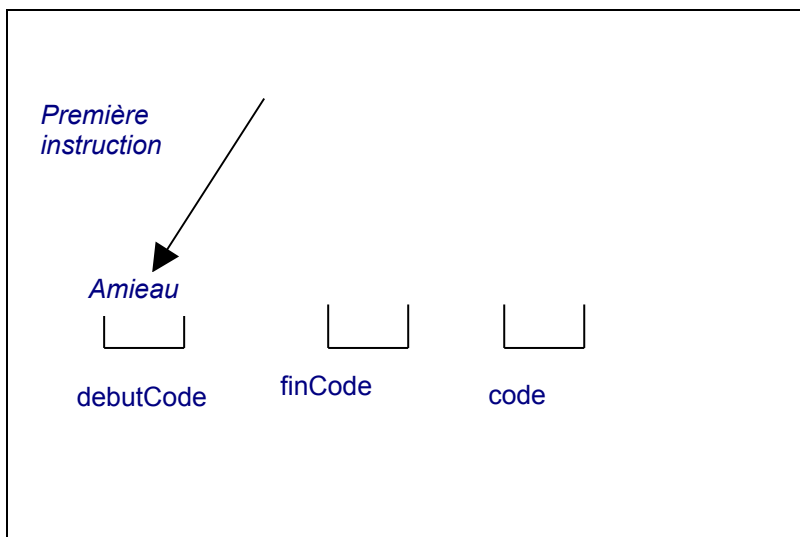 Première
instruction
Amieau
debutCode
finCode
code